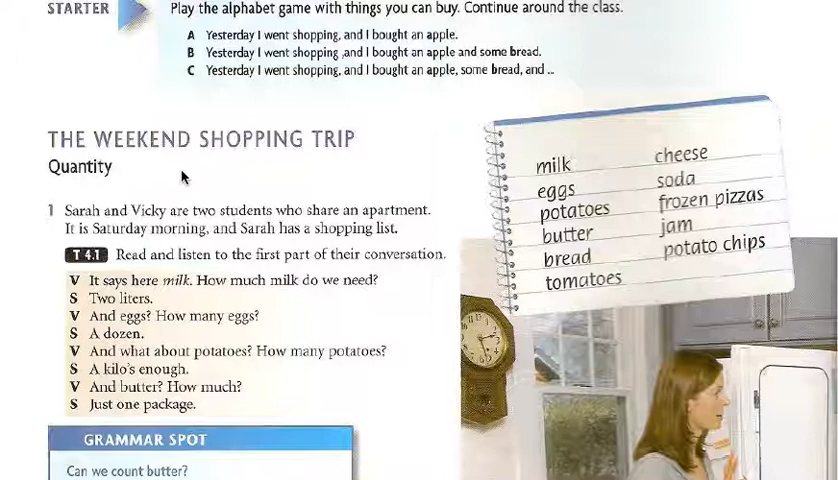 STARTER
Play the alphabet game with things you can buy. Continue around the class.
A Yesterday I went shopping, and I bought an apple.
B Yesterday I went shopping ,and I bought an apple and some bread.
C Yesterday I went shopping, and I bought an apple, some bread, and ...
THE WEEKEND SHOPPING TRIP
Quantity
1 Sarah and Vicky are two students who share an apartment.
It is Saturday morning, and Sarah has a shopping list.
T 4.1 Read and listen to the first part of their conversation.
V It says here milk. How much milk do we need?
S Two liters.
V And eggs? How many eggs?
S A dozen.
V And what about potatoes? How many potatoes?
S A kilo's enough.
V And butter? How much?
S Just one package.
GRAMMAR SPOT
Can we count butter?
milk
eggs
potatoes
butter
bread
tomatoes
cheese
soda
frozen pizzas
jam
potato chips